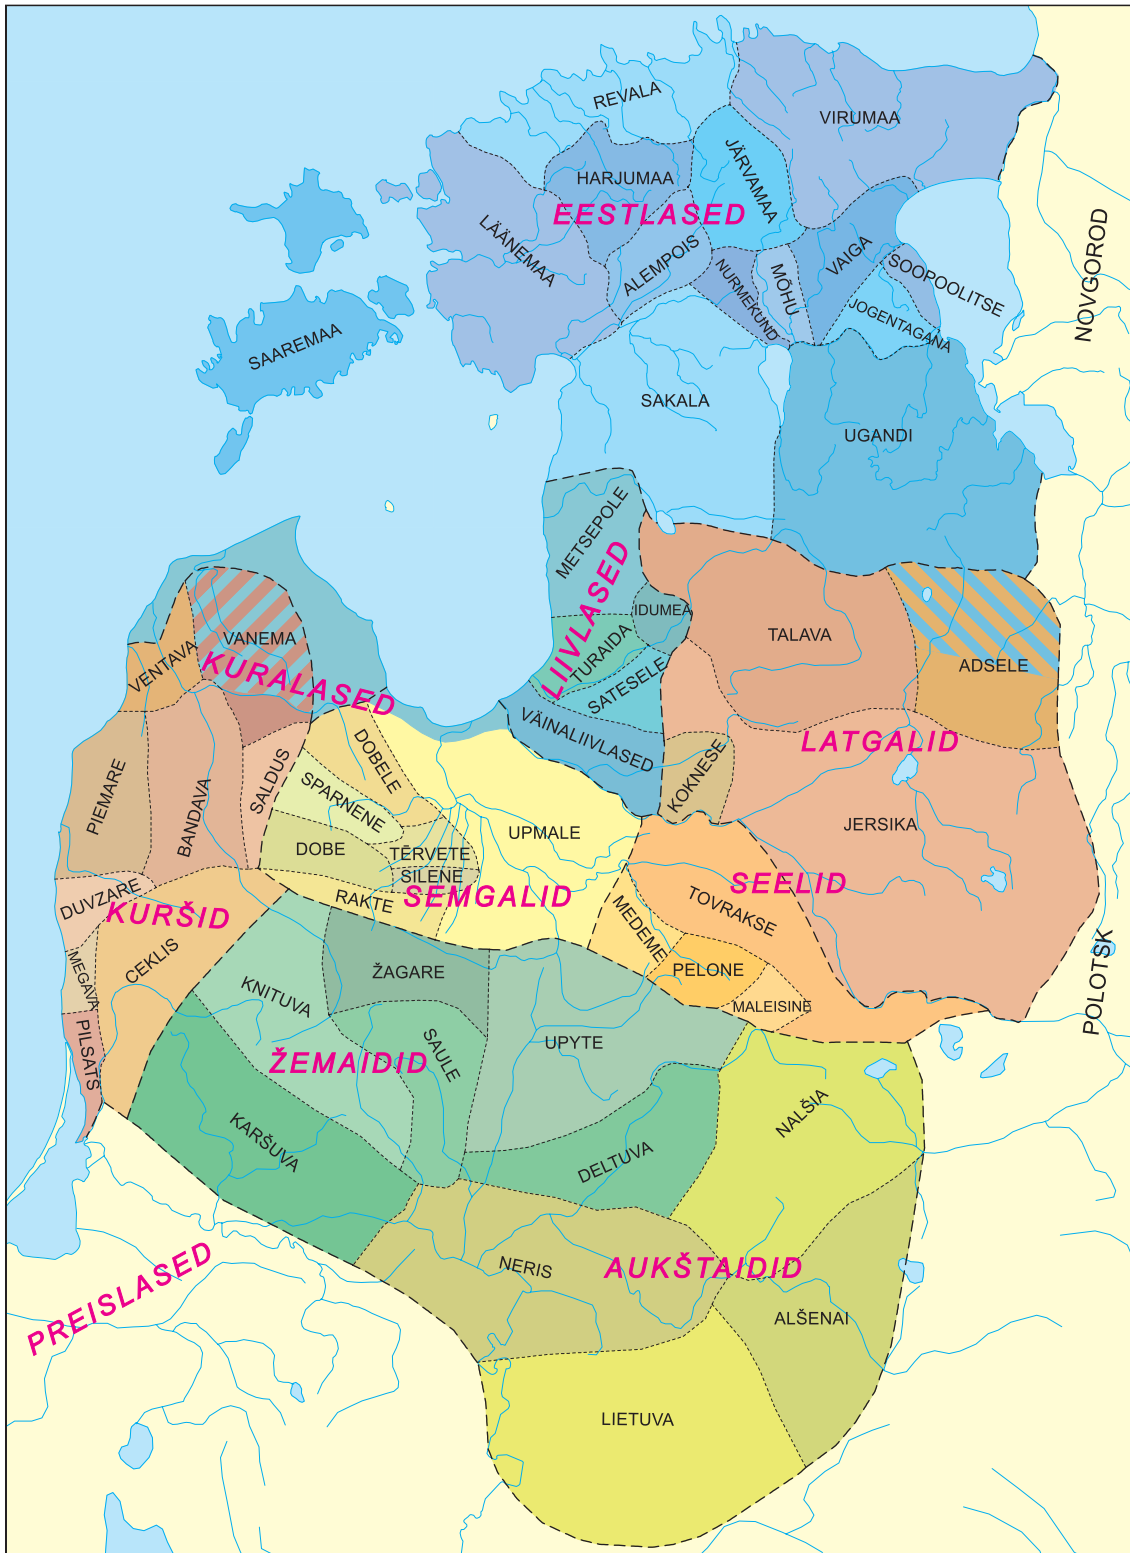 REVALA
VIRUMAA
HARJUMAA
JÄRVAMAA
EESTLASED
LÄÄNEMAA
ALEMPOIS
NURMEKUND
MÕHU
VAIGA
SOOPOOLITSE
JOGENTAGANA
NOVGOROD
SAAREMAA
SAKALA
UGANDI
METSEPOLE
LIIVLASED
IDUMEA
TURAIDA
SATESELE
VÄINALIIVLASED
TALAVA
ADSELE
LATGALID
KOKNESE
JERSIKA
VANEMA
VENTAVA
KURALASED
PIEMARE
BANDAVA
SALDUS
DOBELE
SPARNENE
DOBE
TĒRVETE
SILENE
RAKTE
UPMALE
SEMGALID
SEELID
TOVRAKSE
MEDEME
PELONE
MALEISINE
DUVZARE
KURŠID
MEGAVA
CEKLIS
PILSATS
POLOTSK
KNITUVA
ŽAGARE
SAULE
UPYTE
ŽEMAIDID
KARŠUVA
DELTUVA
NALŠIA
NERIS
AUKŠTAIDID
ALŠENAI
PREISLASED
LIETUVA